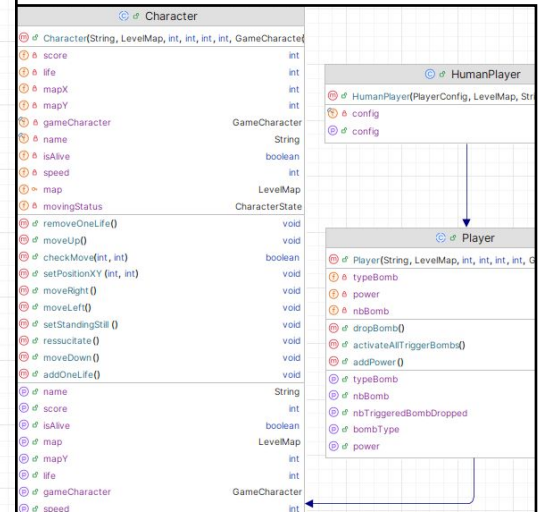 Character
Character(String, LevelMap, int, int, int, int, GameCharacte
score int
life int
mapX int
mapY int
gameCharacter GameCharacter
name String
isAlive boolean
speed int
map LevelMap
movingStatus CharacterState
removeOneLife() void
moveUp() void
checkMove(int, int) boolean
setPositionXY (int, int) void
moveRight() void
moveLeft() void
setStandingStill () void
ressucitate() void
moveDown() void
addOneLife() void
name String
score int
isAlive boolean
map LevelMap
mapY int
life int
gameCharacter GameCharacter
speed int
HumanPlayer
HumanPlayer(PlayerConfig, LevelMap, Stri
config
config
Player
Player(String, LevelMap, int, int, int, int, G
typeBomb
power
nbBomb
dropBomb()
activateAllTriggerBombs()
addPower()
typeBomb
nbBomb
nbTriggeredBombDropped
bombType
power